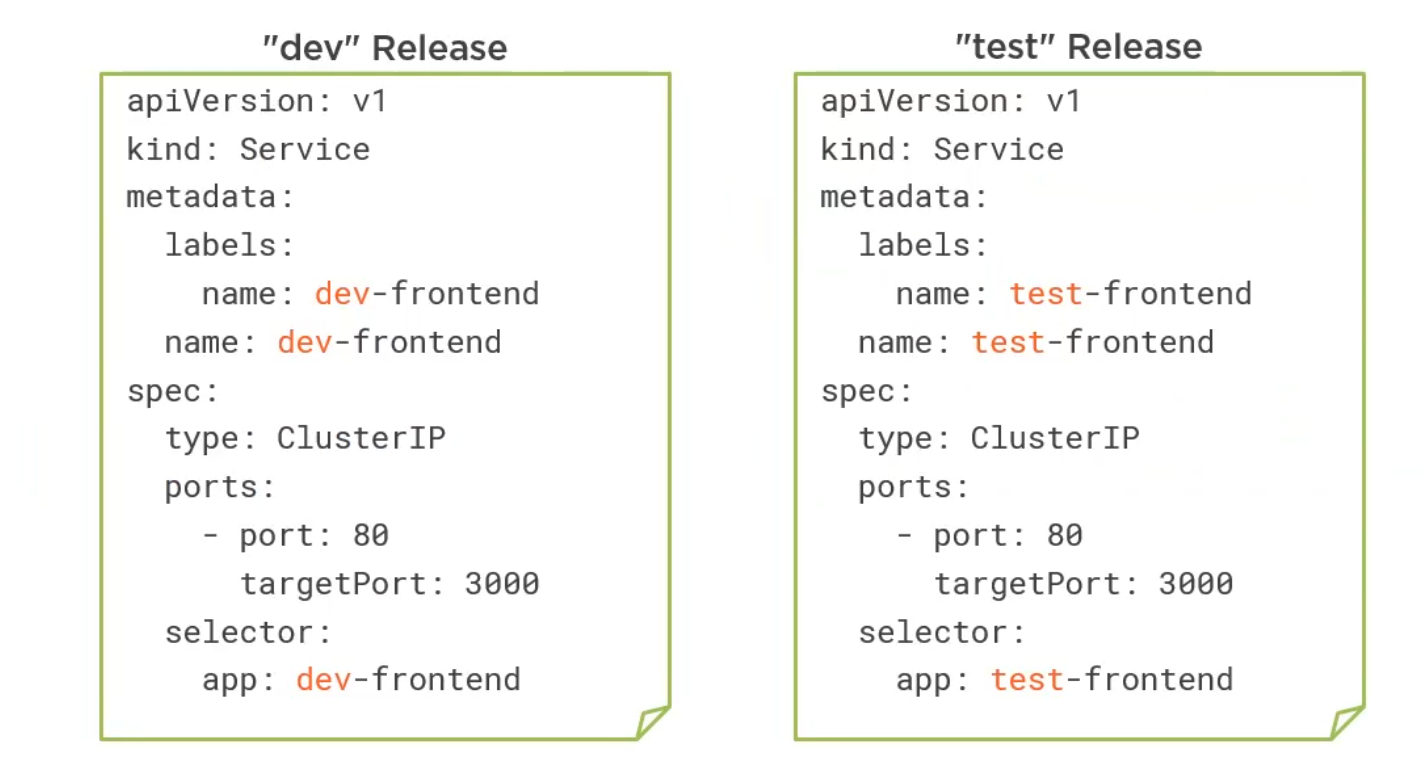 "dev" Release
apiVersion: v1
kind: Service
metadata:
  labels:
    name: dev-frontend
  name: dev-frontend
spec:
  type: ClusterIP
  ports:
    - port: 80
      targetPort: 3000
  selector:
    app: dev-frontend
"test" Release
apiVersion: v1
kind: Service
metadata:
  labels:
    name: test-frontend
  name: test-frontend
spec:
  type: ClusterIP
  ports:
    - port: 80
      targetPort: 3000
  selector:
    app: test-frontend